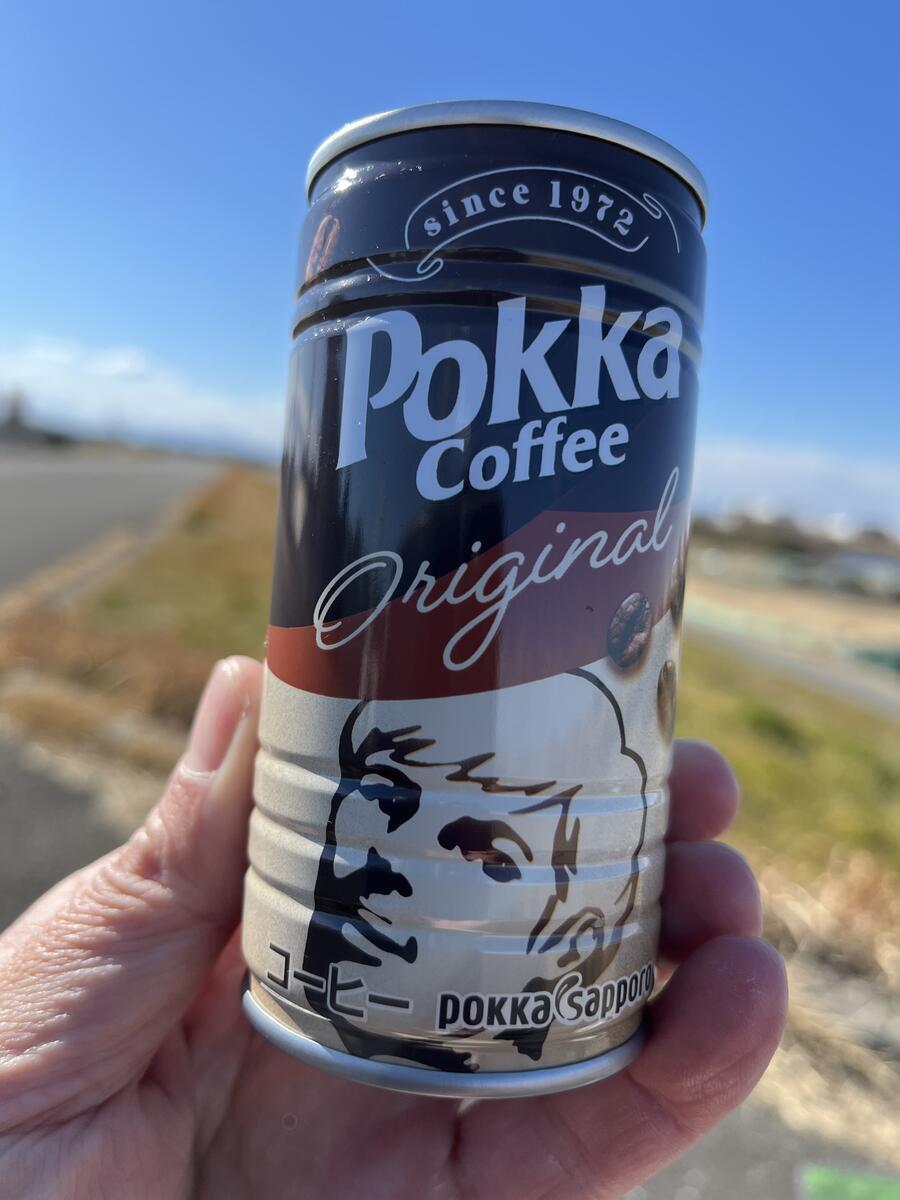 since 1972
Pokka
Coffee
Original
コーヒー
pokka sapporo